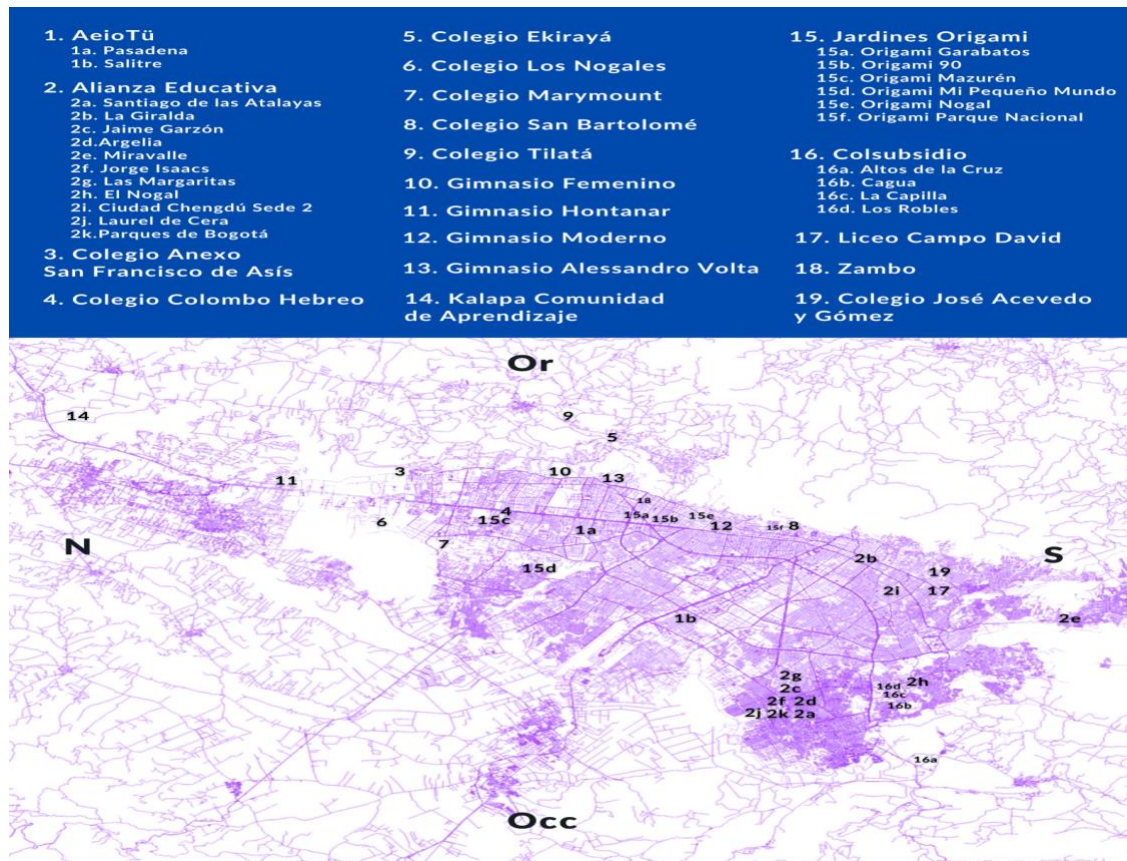 1. AeioTü
1a. Pasadena
1b. Salitre
2. Alianza Educativa
2a. Santiago de las Atalayas
2b. La Giralda
2c. Jaime Garzón
2d.Argelia
2e. Miravalle
2f. Jorge Isaacs
2g. Las Margaritas
2h. El Nogal
2i. Ciudad Chengdú Sede 2
2j. Laurel de Cera
2k.Parques de Bogotá
3. Colegio Anexo
San Francisco de Asís
4. Colegio Colombo Hebreo
5. Colegio Ekirayá
6. Colegio Los Nogales
7. Colegio Marymount
8. Colegio San Bartolomé
9. Colegio Tilatá
10. Gimnasio Femenino
11. Gimnasio Hontanar
12. Gimnasio Moderno
13. Gimnasio Alessandro Volta
14. Kalapa Comunidad
de Aprendizaje
15. Jardines Origami
15a. Origami Garabatos
15b. Origami 90
15c. Origami Mazurén
15d. Origami Mi Pequeño Mundo
15e. Origami Nogal
15f. Origami Parque Nacional
16. Colsubsidio
16a. Altos de la Cruz
16b. Cagua
16c. La Capilla
16d. Los Robles
17. Liceo Campo David
18. Zambo
19. Colegio José Acevedo
y Gómez
Or
14
9
5
3
10
13
11
18
4
15c
15a
15b
15e
6
1a
12
15f
8
7
N
S
2b
15d
19
2i
17
1b
2e
2g
2h
2c
16d
16c
2f
2d
16b
2j
2k
2a
16a
Occ